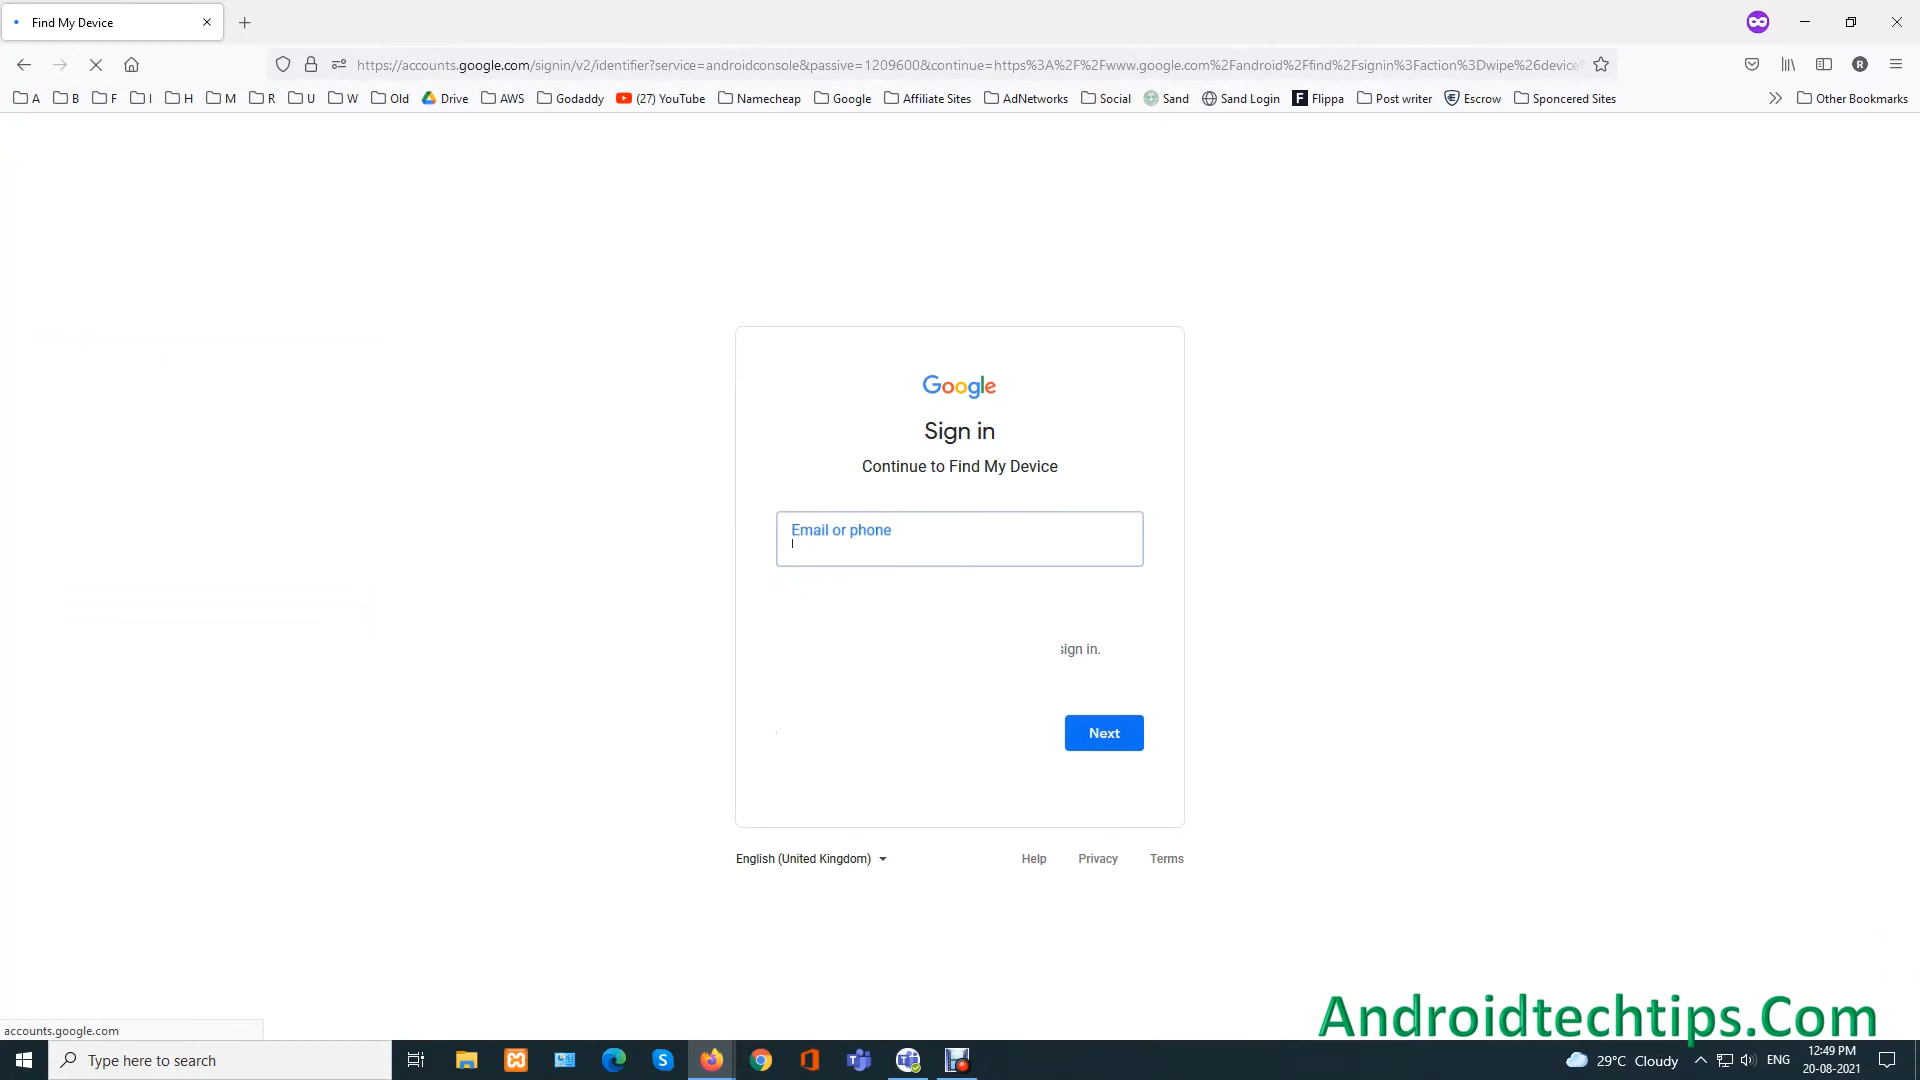 Find My Device
https://accounts.google.com/signin/v2/identifier?service=androidconsole&passive=1209600&continue=https%3A%2F%2Fwww.google.com%2Fandroid%2Ffind%2Fsignin%3Faction%3Dwipe%26device%
A B F I H M R U W Old Drive AWS Godaddy (27) YouTube Namecheap Google Affiliate Sites AdNetworks Social Sand Sand Login Flippa Post writer Escrow Sponcered Sites Other Bookmarks
Google
Sign in
Continue to Find My Device
Email or phone
sign in.
Next
English (United Kingdom) Help Privacy Terms
Androidtechtips.Com
accounts.google.com
Type here to search
29°C Cloudy ENG 12:49 PM
20-08-2021